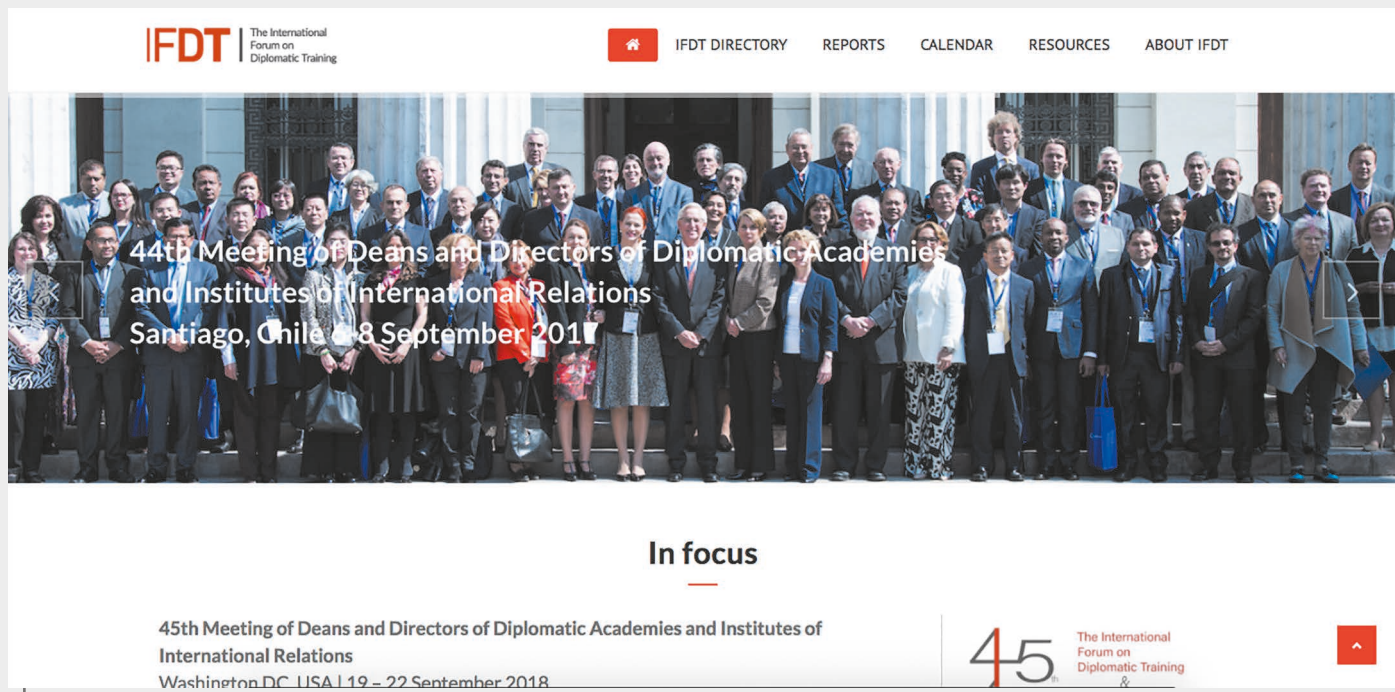 IFDT
The International
Forum on
Diplomatic Training
IFDT DIRECTORY
REPORTS
CALENDAR
RESOURCES
ABOUT IFDT
44th Meeting of Deans and Directors of Diplomatic Academies
and Institutes of International Relations
Santiago, Chile 6-8 September 2017
In focus
45th Meeting of Deans and Directors of Diplomatic Academies and Institutes of
International Relations
Washington DC, USA | 19 – 22 September 2018
45th
The International
Forum on
Diplomatic Training
&